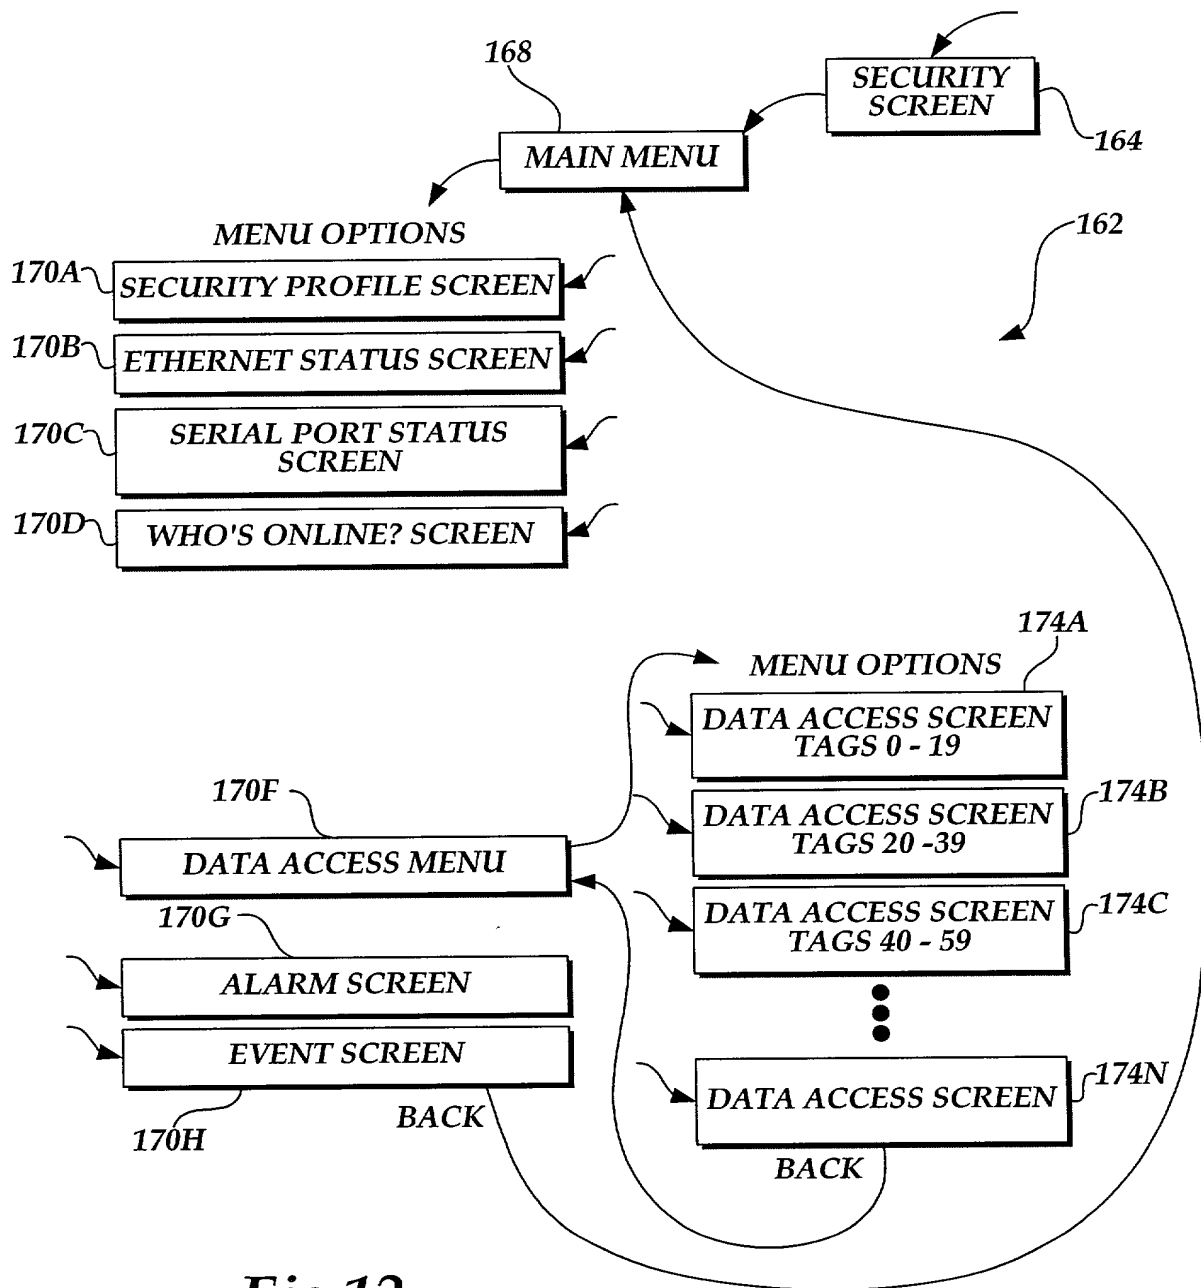 168
SECURITY
SCREEN
164
MAIN MENU
162
MENU OPTIONS
170A
SECURITY PROFILE SCREEN
170B
ETHERNET STATUS SCREEN
170C
SERIAL PORT STATUS
SCREEN
170D
WHO'S ONLINE? SCREEN
174A
MENU OPTIONS
DATA ACCESS SCREEN
TAGS 0 - 19
170F
174B
DATA ACCESS SCREEN
TAGS 20 -39
DATA ACCESS MENU
174C
DATA ACCESS SCREEN
TAGS 40 - 59
170G
ALARM SCREEN
EVENT SCREEN
174N
DATA ACCESS SCREEN
BACK
170H
BACK
Fig.12